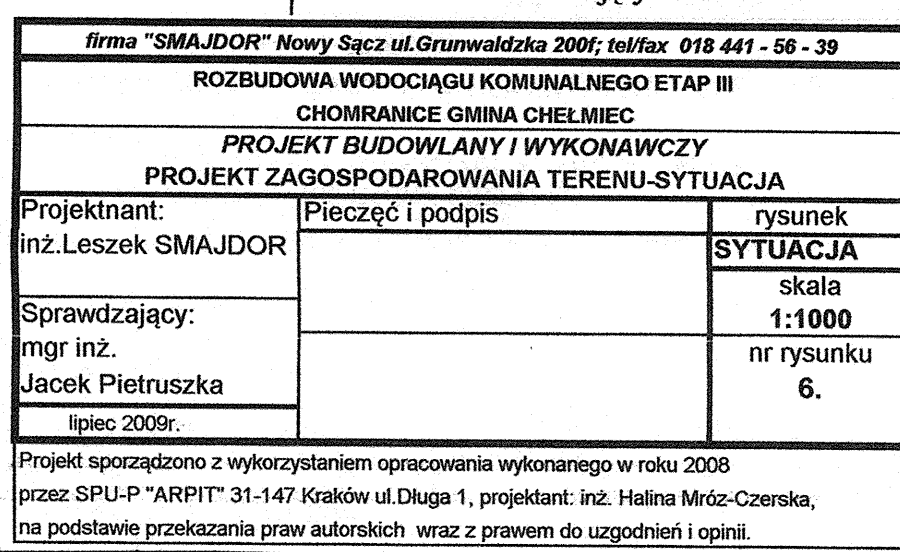 firma "SMAJDOR" Nowy Sącz ul.Grunwaldzka 200f; tel/fax 018 441 - 56 - 39
ROZBUDOWA WODOCIĄGU KOMUNALNEGO ETAP III
CHOMRANICE GMINA CHEŁMIEC
PROJEKT BUDOWLANY I WYKONAWCZY
PROJEKT ZAGOSPODAROWANIA TERENU-SYTUACJA
Projektnant:
inż.Leszek SMAJDOR
Pieczęć i podpis
rysunek
SYTUACJA
skala
1:1000
Sprawdzający:
mgr inż.
Jacek Pietruszka
nr rysunku
6.
lipiec 2009r.
Projekt sporządzono z wykorzystaniem opracowania wykonanego w roku 2008
przez SPU-P "ARPIT" 31-147 Kraków ul.Długa 1, projektant: inż. Halina Mróz-Czerska,
na podstawie przekazania praw autorskich wraz z prawem do uzgodnień i opinii.